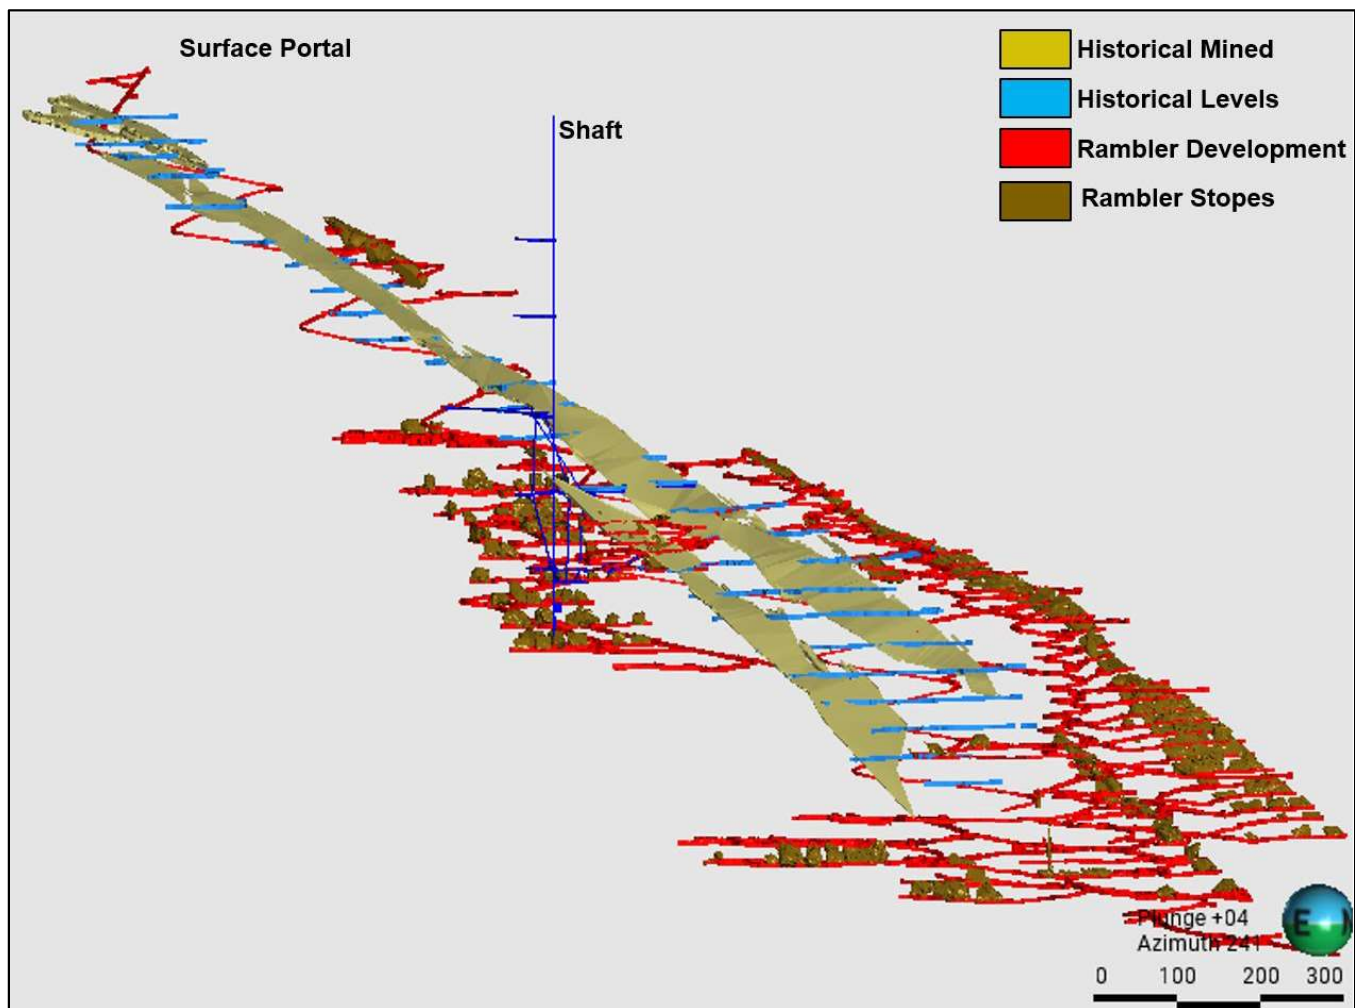 Surface Portal
Historical Mined
Historical Levels
Shaft
Rambler Development
Rambler Stopes
Plunge +04
Azimuth 241
E
0 100 200 300